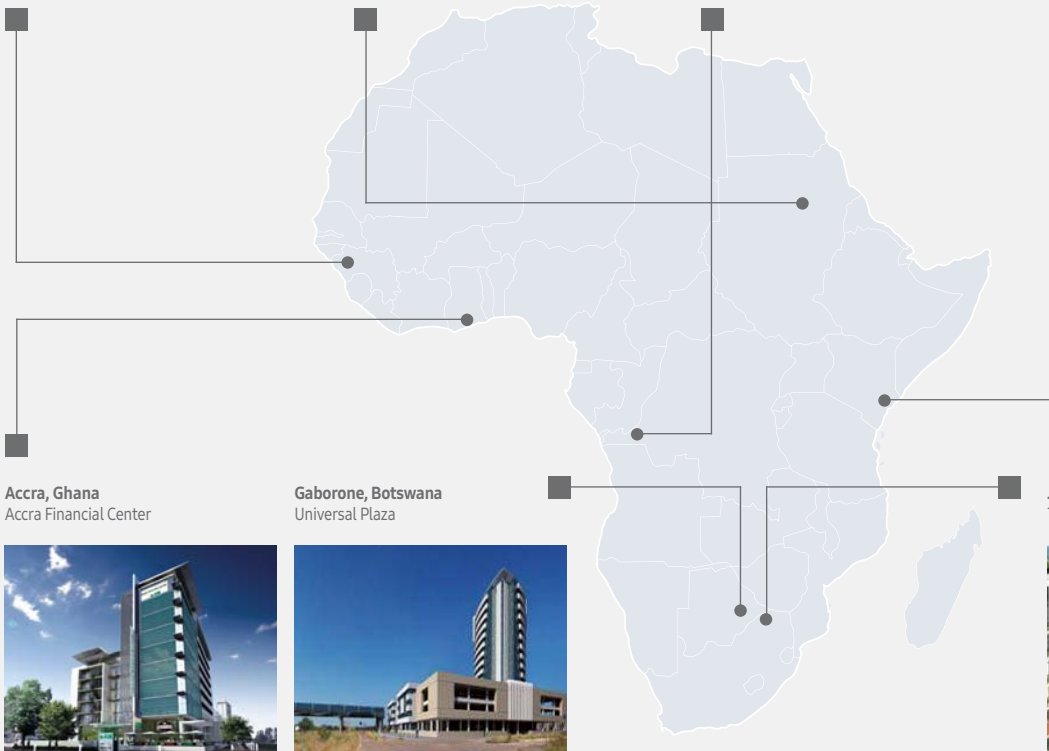 Accra, Ghana
Accra Financial Center
Gaborone, Botswana
Universal Plaza